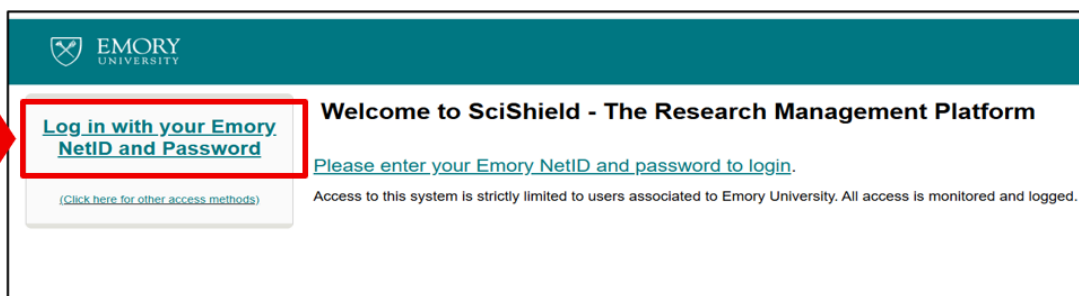 EMORY
UNIVERSITY
Log in with your Emory
NetID and Password
(Click here for other access methods)
Welcome to SciShield - The Research Management Platform
Please enter your Emory NetID and password to login.
Access to this system is strictly limited to users associated to Emory University. All access is monitored and logged.